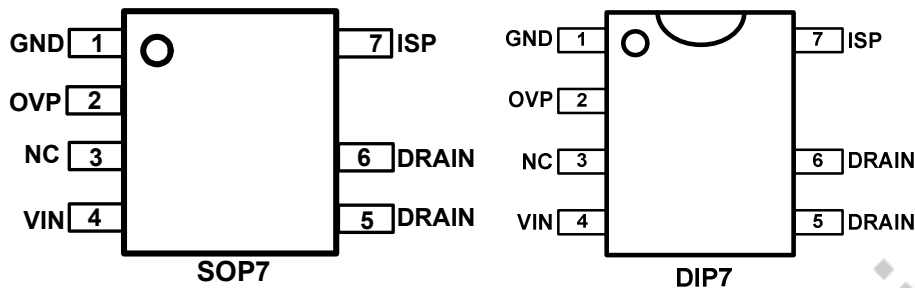 GND 1 7 ISP
OVP 2
NC 3 6 DRAIN
VIN 4 5 DRAIN
SOP7
GND 1 7 ISP
OVP 2
NC 3 6 DRAIN
VIN 4 5 DRAIN
DIP7